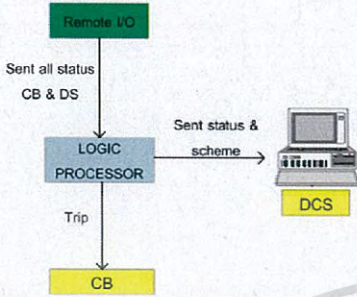 Remote I/O
Sent all status
CB & DS
Sent status &
scheme
LOGIC
PROCESSOR
DCS
Trip
CB